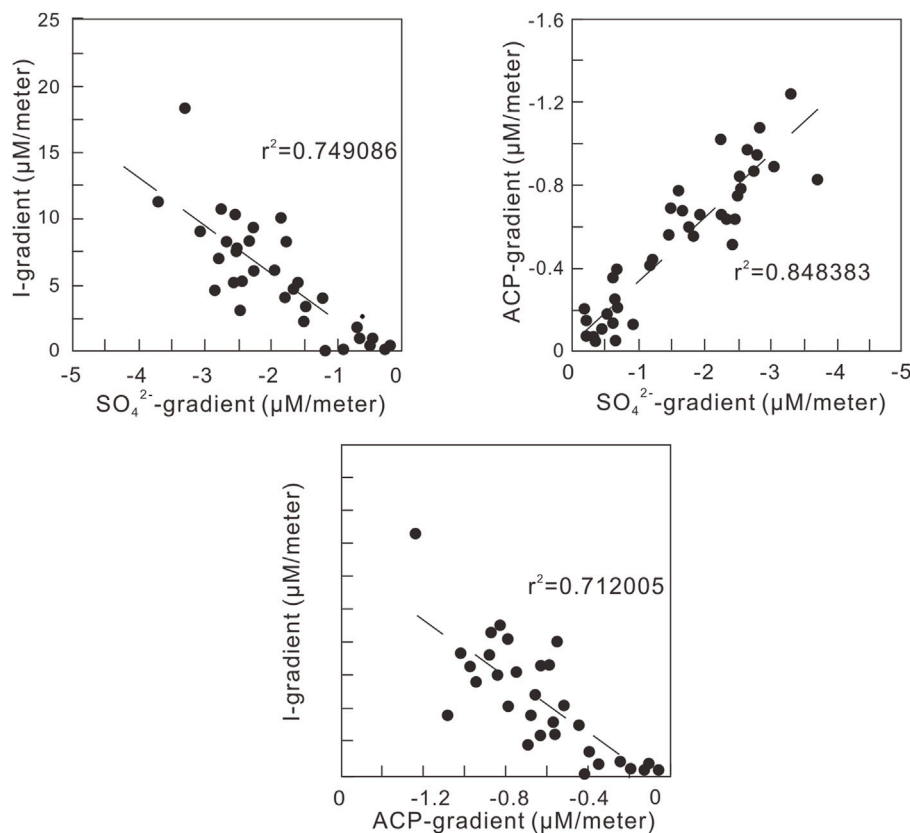 25
20
15
10
5
0
I-gradient (µM/meter)
r²=0.749086
-5 -4 -3 -2 -1 0
SO₄²⁻-gradient (µM/meter)
-1.6
-1.2
-0.8
-0.4
0
ACP-gradient (µM/meter)
r²=0.848383
0 -1 -2 -3 -4 -5
SO₄²⁻-gradient (µM/meter)
I-gradient (µM/meter)
r²=0.712005
0 -1.2 -0.8 -0.4 0
ACP-gradient (µM/meter)